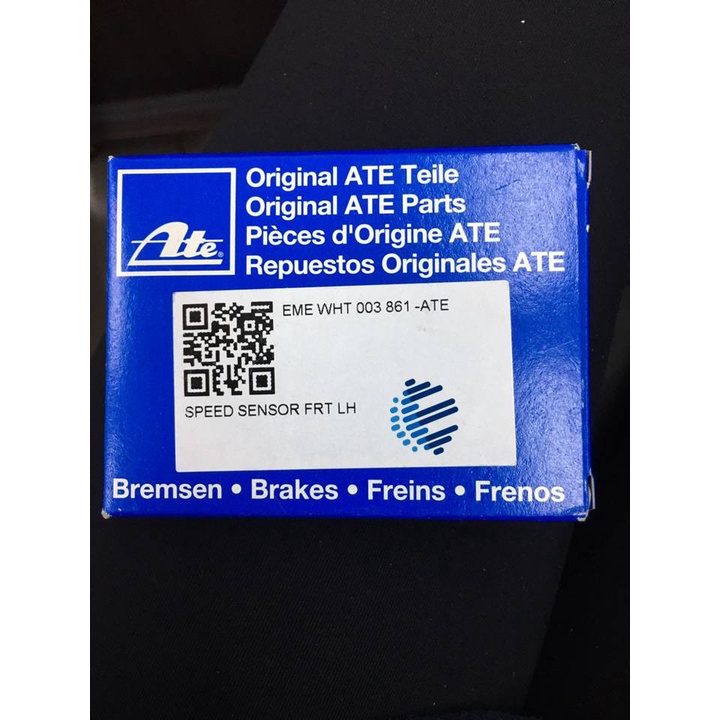 Ate®
Original ATE Teile
Original ATE Parts
Pièces d'Origine ATE
Repuestos Originales ATE
EME WHT 003 861 -ATE
SPEED SENSOR FRT LH
Bremsen • Brakes • Freins • Frenos